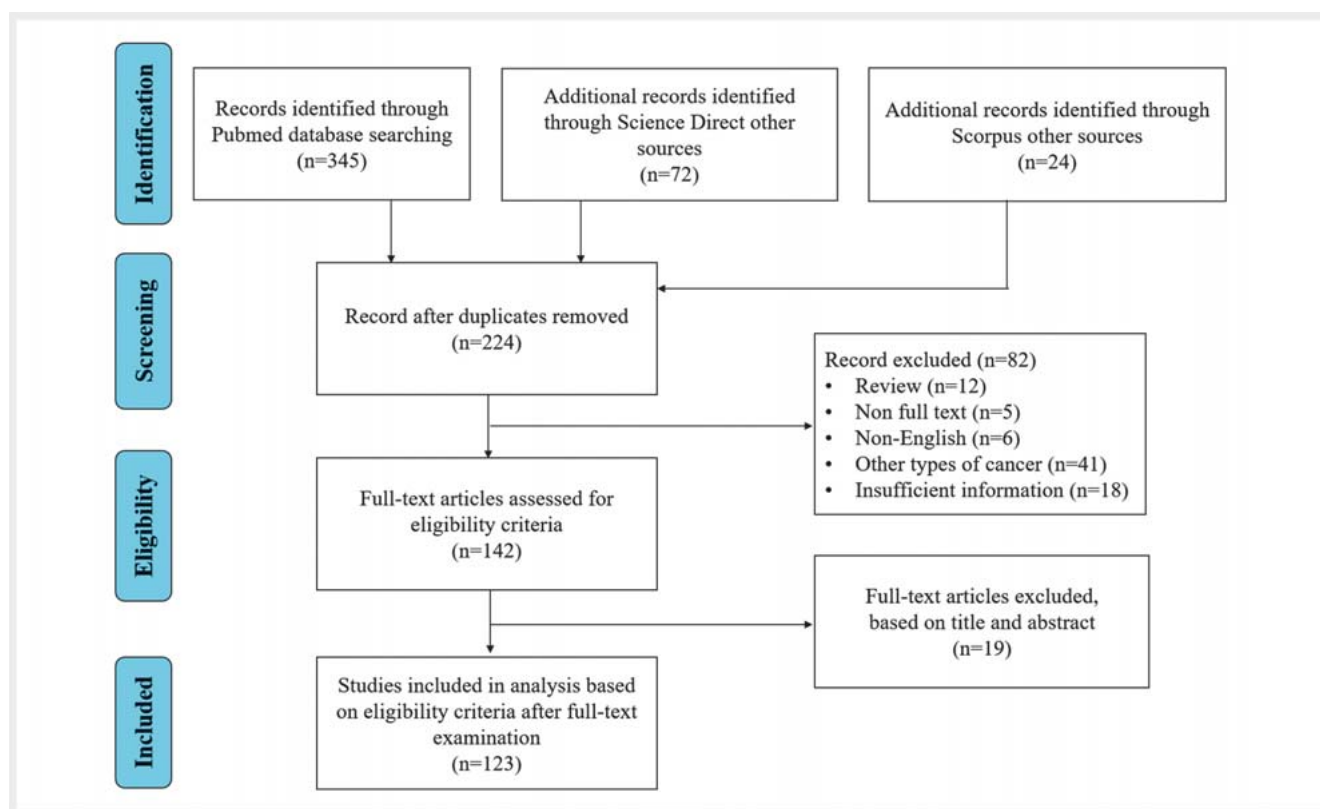 Identification
Records identified through
Pubmed database searching
(n=345)
Additional records identified
through Science Direct other
sources
(n=72)
Additional records identified through
Scorpus other sources
(n=24)
Screening
Record after duplicates removed
(n=224)
Record excluded (n=82)
• Review (n=12)
• Non full text (n=5)
• Non-English (n=6)
• Other types of cancer (n=41)
• Insufficient information (n=18)
Eligibility
Full-text articles assessed for
eligibility criteria
(n=142)
Full-text articles excluded,
based on title and abstract
(n=19)
Included
Studies included in analysis based
on eligibility criteria after full-text
examination
(n=123)